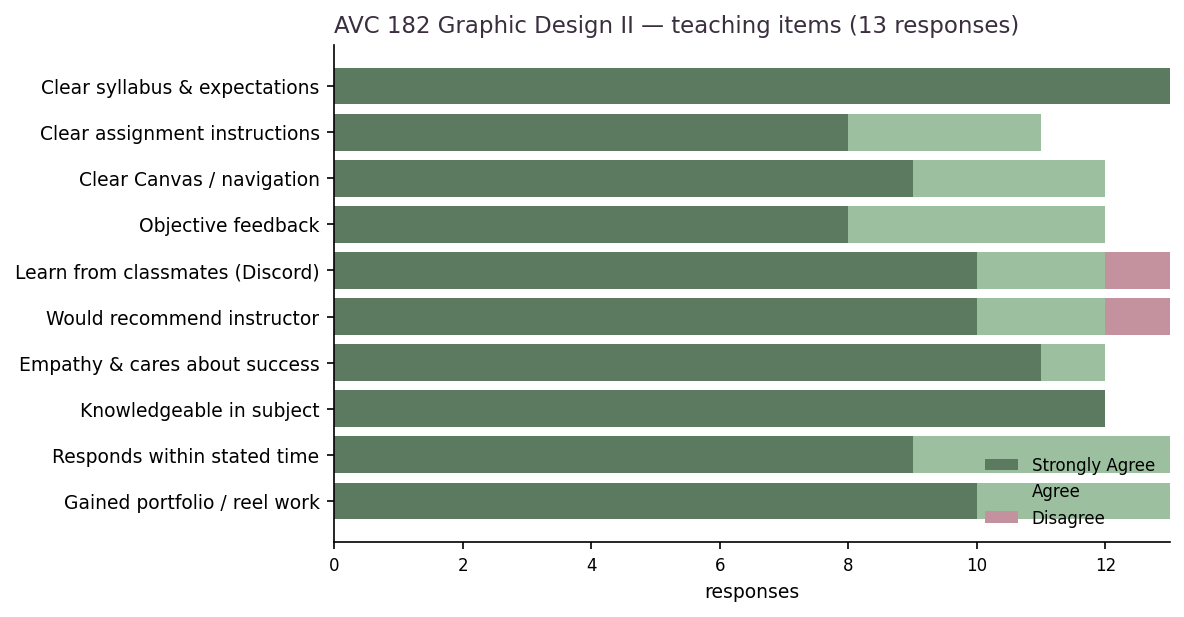 AVC 182 Graphic Design II — teaching items (13 responses)
Clear syllabus & expectations
Clear assignment instructions
Clear Canvas / navigation
Objective feedback
Learn from classmates (Discord)
Would recommend instructor
Empathy & cares about success
Knowledgeable in subject
Responds within stated time
Gained portfolio / reel work
Strongly Agree
Agree
Disagree
0 2 4 6 8 10 12
responses